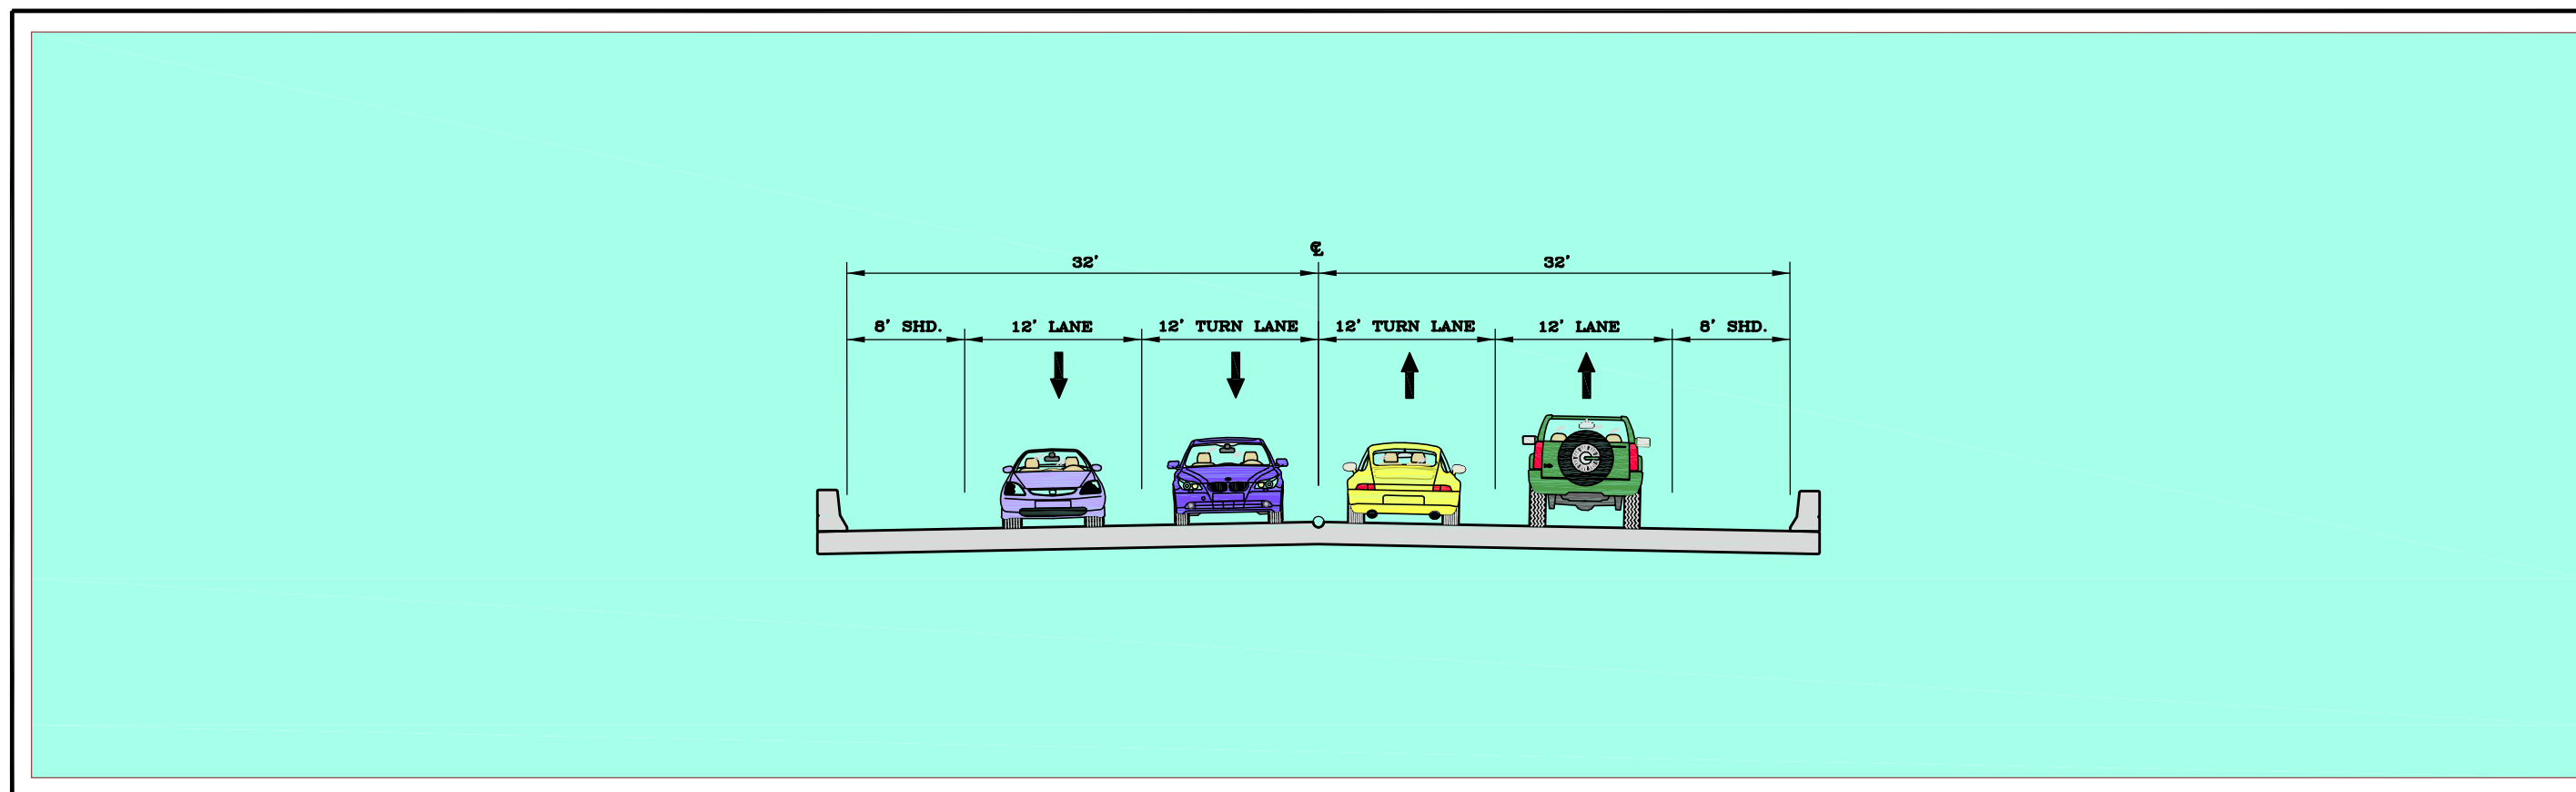 ℄
32' 32'
8' SHD. 12' LANE 12' TURN LANE 12' TURN LANE 12' LANE 8' SHD.